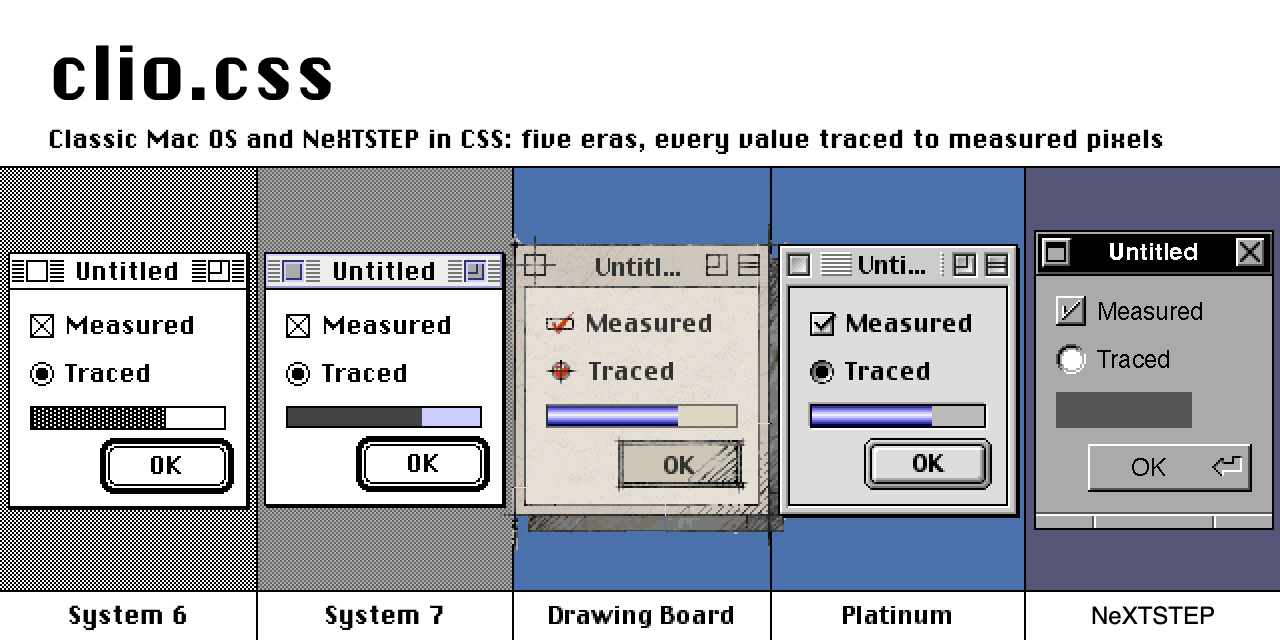 clio.css
Classic Mac OS and NeXTSTEP in CSS: five eras, every value traced to measured pixels
Untitled
Measured
Traced
OK
System 6
Untitled
Measured
Traced
OK
System 7
Untitl...
Measured
Traced
OK
Drawing Board
Unti...
Measured
Traced
OK
Platinum
Untitled
Measured
Traced
OK
NeXTSTEP